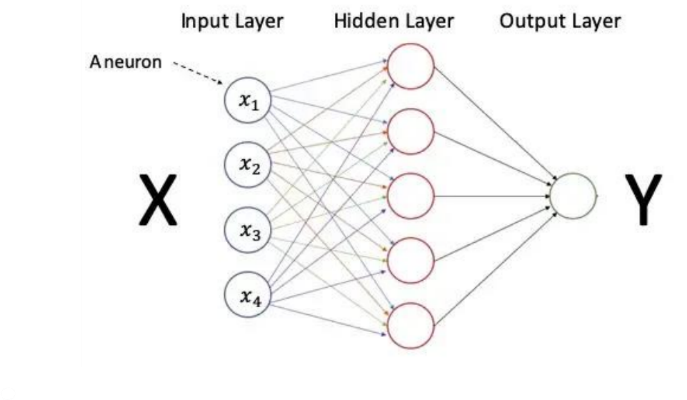 Input Layer
Hidden Layer
Output Layer
A neuron
x₁
x₂
X
Y
x₃
x₄